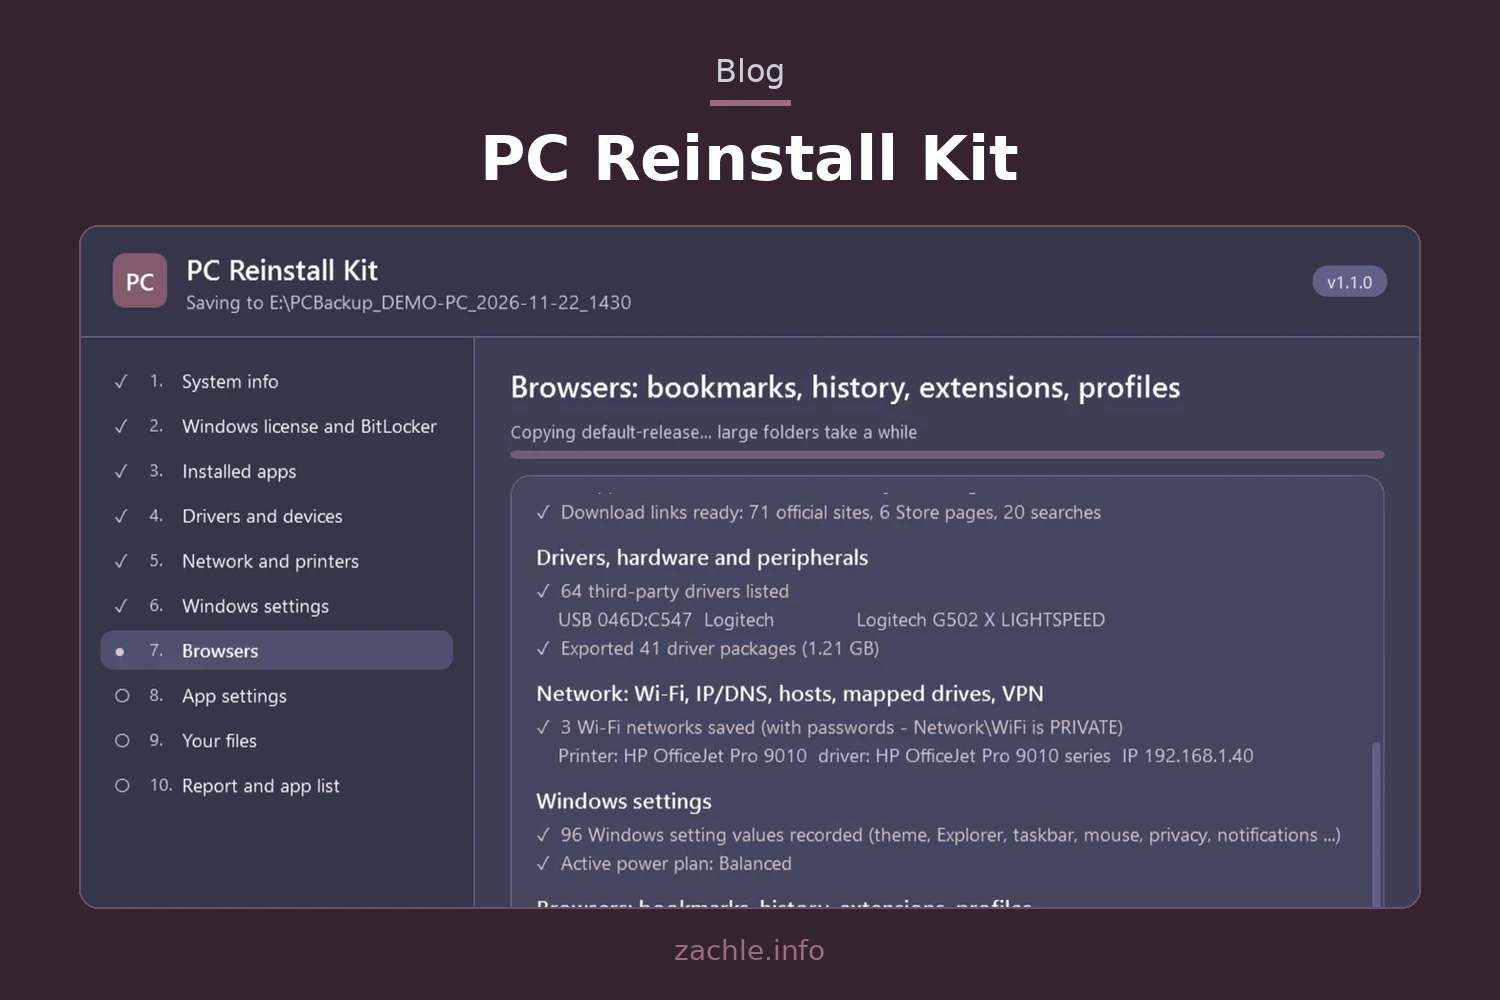 Blog
PC Reinstall Kit
PC
PC Reinstall Kit
Saving to E:\PCBackup_DEMO-PC_2026-11-22_1430
v1.1.0
✓ 1. System info
✓ 2. Windows license and BitLocker
✓ 3. Installed apps
✓ 4. Drivers and devices
✓ 5. Network and printers
✓ 6. Windows settings
● 7. Browsers
○ 8. App settings
○ 9. Your files
○ 10. Report and app list
Browsers: bookmarks, history, extensions, profiles
Copying default-release... large folders take a while
✓ Download links ready: 71 official sites, 6 Store pages, 20 searches
Drivers, hardware and peripherals
✓ 64 third-party drivers listed
USB 046D:C547 Logitech Logitech G502 X LIGHTSPEED
✓ Exported 41 driver packages (1.21 GB)
Network: Wi-Fi, IP/DNS, hosts, mapped drives, VPN
✓ 3 Wi-Fi networks saved (with passwords - Network\WiFi is PRIVATE)
Printer: HP OfficeJet Pro 9010 driver: HP OfficeJet Pro 9010 series IP 192.168.1.40
Windows settings
✓ 96 Windows setting values recorded (theme, Explorer, taskbar, mouse, privacy, notifications ...)
✓ Active power plan: Balanced
Browsers: bookmarks, history, extensions, profiles
zachle.info